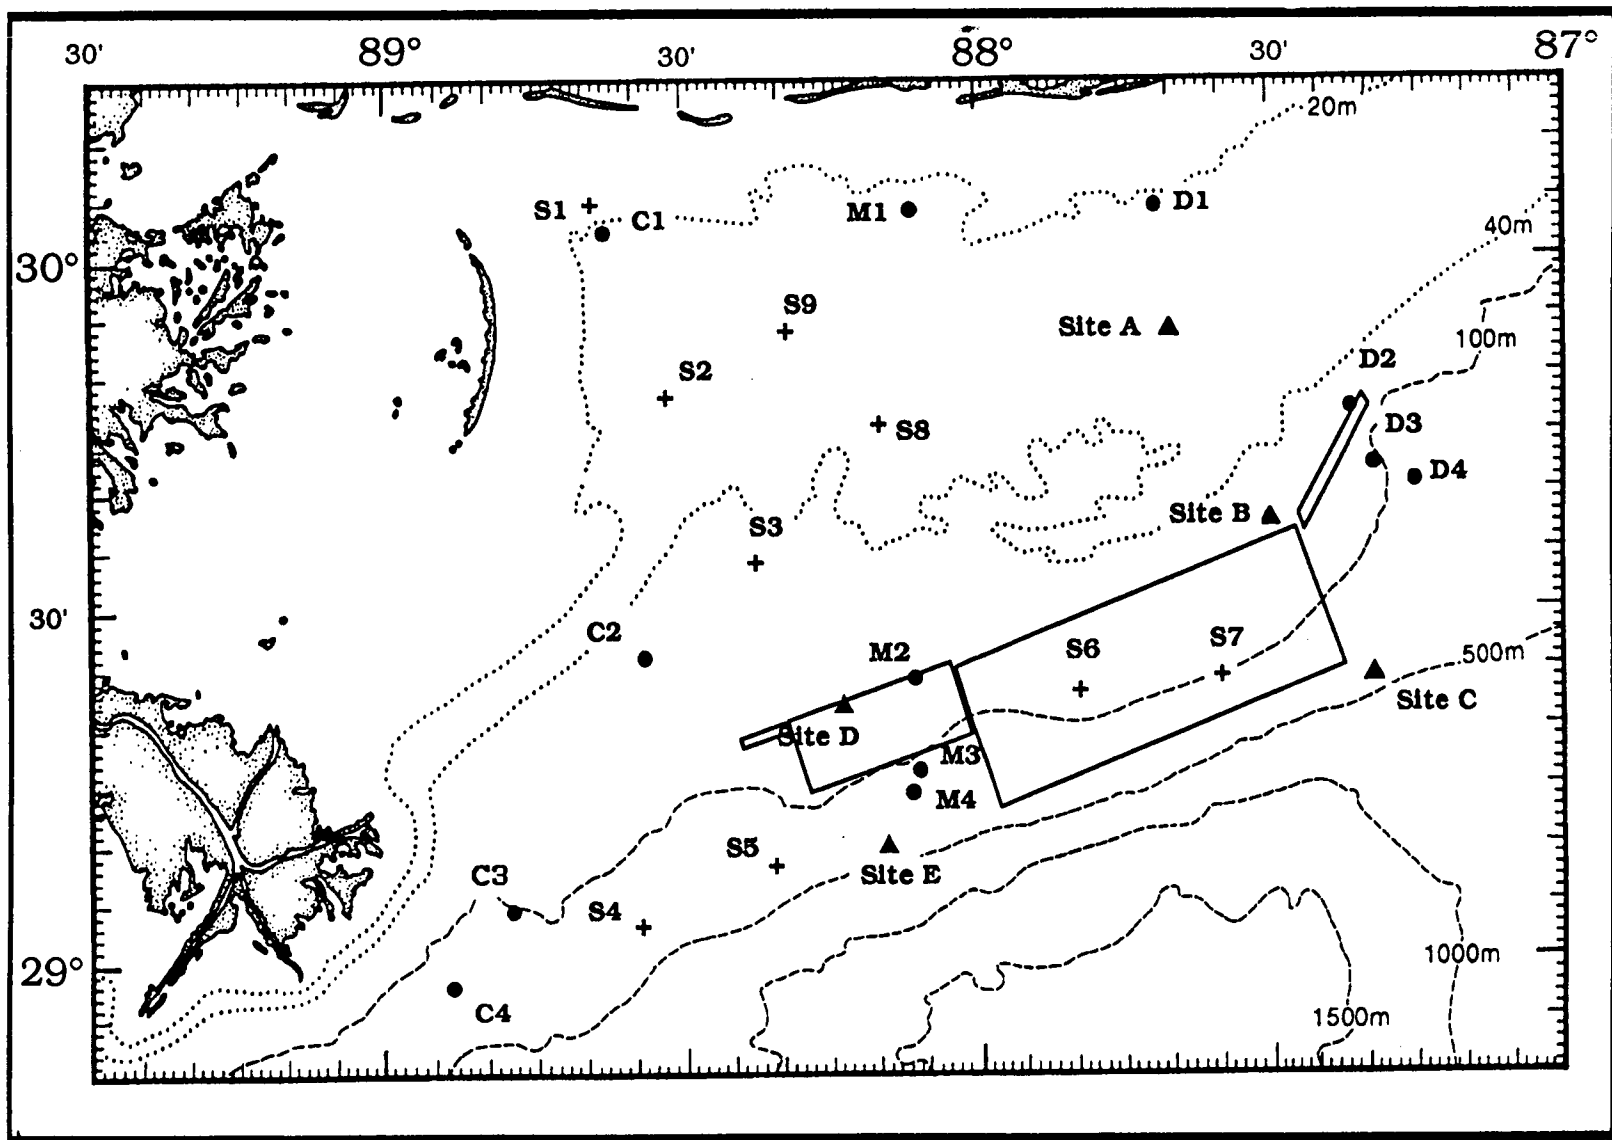 30' 89° 30' 88° 30' 87°
20m
S1
C1
M1
D1
40m
30°
S9
Site A
100m
D2
S2
D3
S8
D4
Site B
S3
30'
C2
M2
S6
S7
500m
Site C
Site D
M3
M4
S5
Site E
C3
S4
1000m
29°
C4
1500m